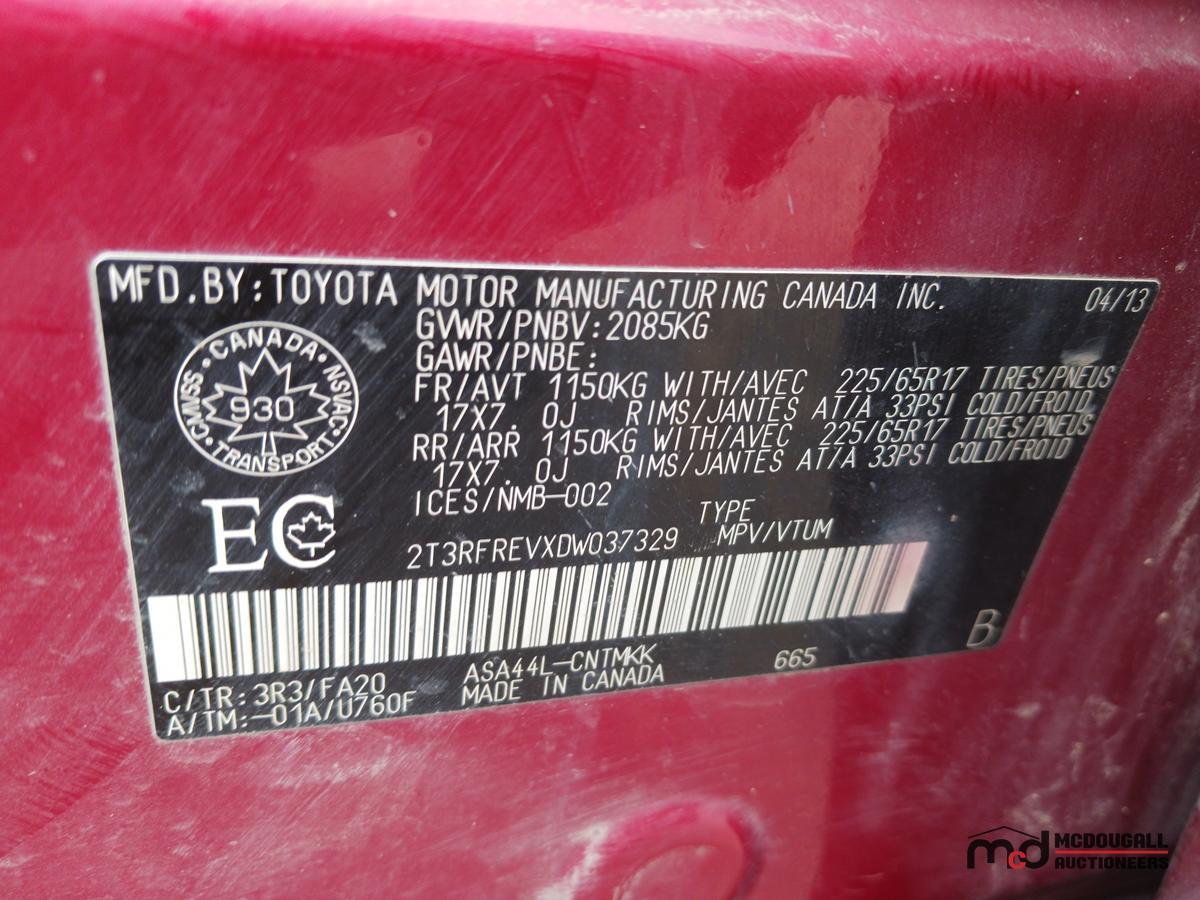 MFD.BY:TOYOTA MOTOR MANUFACTURING CANADA INC. 04/13
GVWR/PNBV:2085KG
GAWR/PNBE:
FR/AVT 1150KG WITH/AVEC 225/65R17 TIRES/PNEUS
17X7.0J RIMS/JANTES AT/A 33PSI COLD/FROID
RR/ARR 1150KG WITH/AVEC 225/65R17 TIRES/PNEUS
17X7.0J RIMS/JANTES AT/A 33PSI COLD/FROID
ICES/NMB-002
CANADA
CMVSS 930 NSVAC
TRANSPORT
EC
TYPE
2T3RFREVXDW037329 MPV/VTUM
B
C/TR:3R3/FA20 ASA44L-CNTMKK 665
A/TM:-01A/U760F MADE IN CANADA
mcd MCDOUGALL
AUCTIONEERS